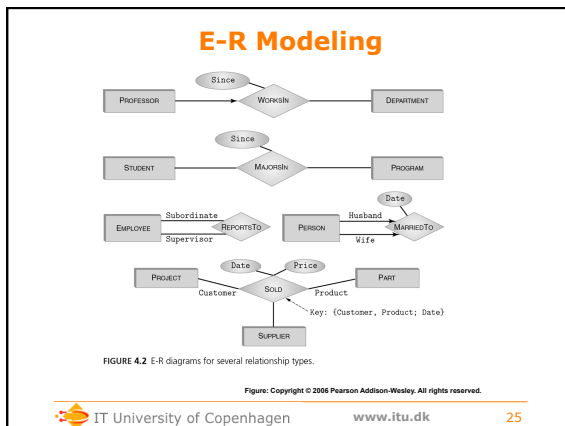 E-R Modeling
Since
PROFESSOR WORKSIN DEPARTMENT
Since
STUDENT MAJORSIN PROGRAM
Date
Subordinate Husband
EMPLOYEE REPORTSTO PERSON MARRIEDTO
Supervisor Wife
Date Price
PROJECT SOLD PART
Customer Product
Key: {Customer, Product; Date}
SUPPLIER
FIGURE 4.2 E-R diagrams for several relationship types.
Figure: Copyright © 2006 Pearson Addison-Wesley. All rights reserved.
IT University of Copenhagen www.itu.dk 25